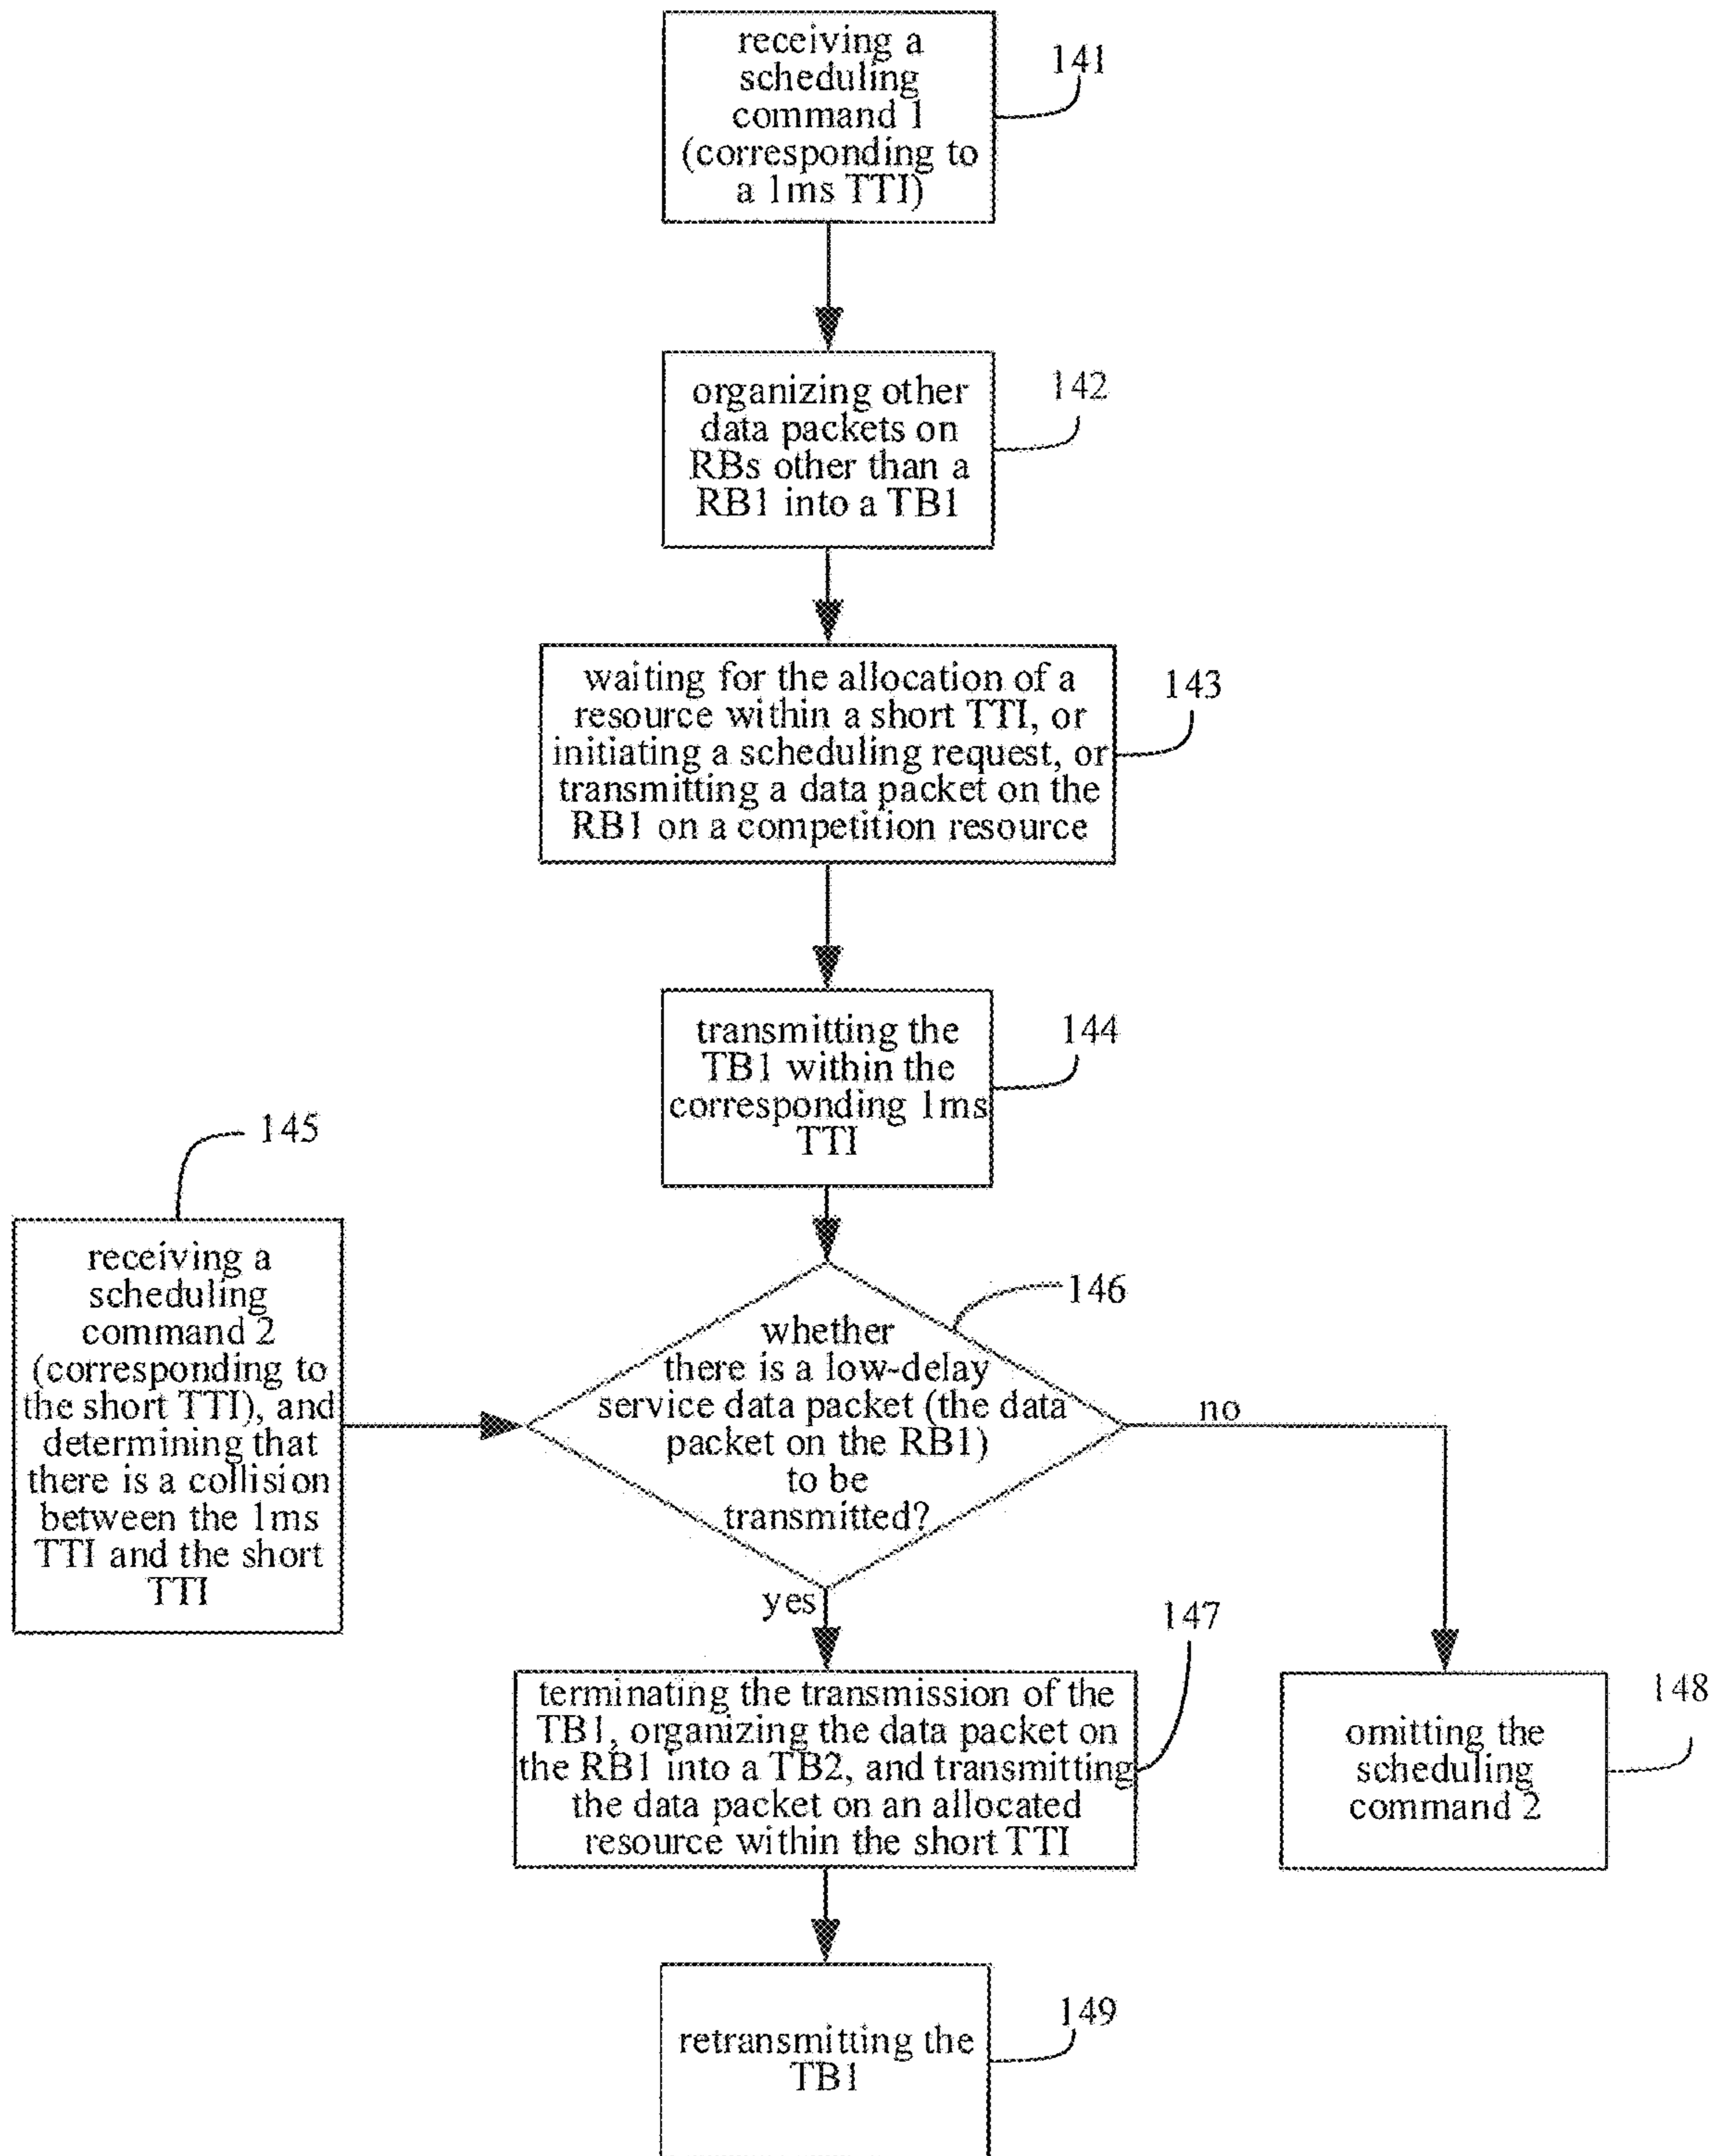 receiving a
scheduling
command 1
(corresponding to
a 1ms TTI)
141
organizing other
data packets on
RBs other than a
RB1 into a TB1
142
waiting for the allocation of a
resource within a short TTI, or
initiating a scheduling request, or
transmitting a data packet on the
RB1 on a competition resource
143
transmitting the
TB1 within the
corresponding 1ms
TTI
144
145
receiving a
scheduling
command 2
(corresponding to
the short TTI), and
determining that
there is a collision
between the 1ms
TTI and the short
TTI
146
whether
there is a low-delay
service data packet (the data
packet on the RB1)
to be
transmitted?
no
yes
147
terminating the transmission of the
TB1, organizing the data packet on
the RB1 into a TB2, and transmitting
the data packet on an allocated
resource within the short TTI
148
omitting the
scheduling
command 2
149
retransmitting the
TB1